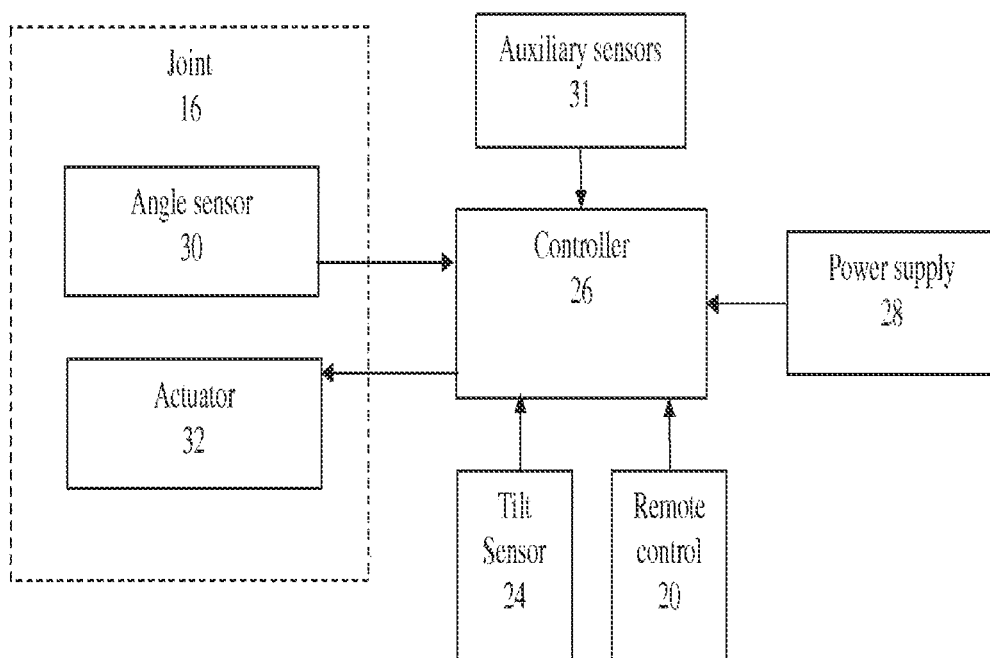 Joint
16
Auxiliary sensors
31
Angle sensor
30
Controller
26
Power supply
28
Actuator
32
Tilt
Sensor
24
Remote
control
20